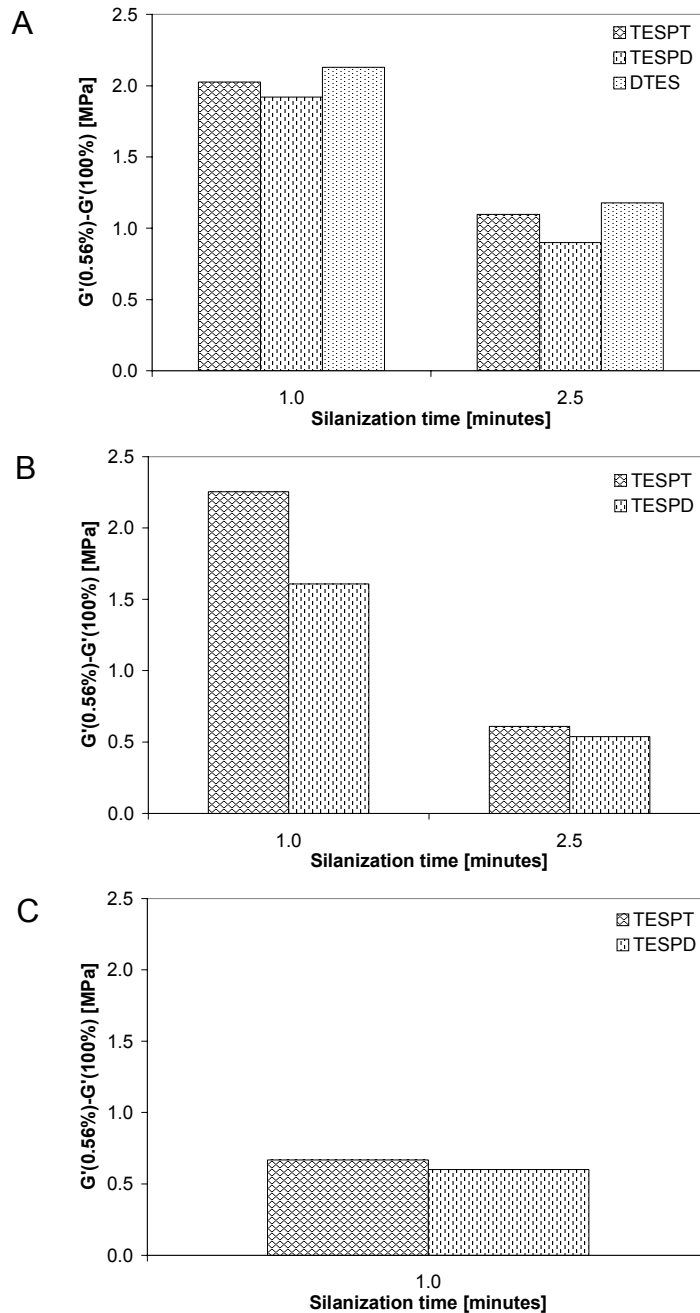 A
G'(0.56%)-G'(100%) [MPa]
2.5
2.0
1.5
1.0
0.5
0.0
TESPT
TESPD
DTES
1.0
2.5
Silanization time [minutes]
B
G'(0.56%)-G'(100%) [MPa]
2.5
2.0
1.5
1.0
0.5
0.0
TESPT
TESPD
1.0
2.5
Silanization time [minutes]
C
G'(0.56%)-G'(100%) [MPa]
2.5
2.0
1.5
1.0
0.5
0.0
TESPT
TESPD
1.0
Silanization time [minutes]